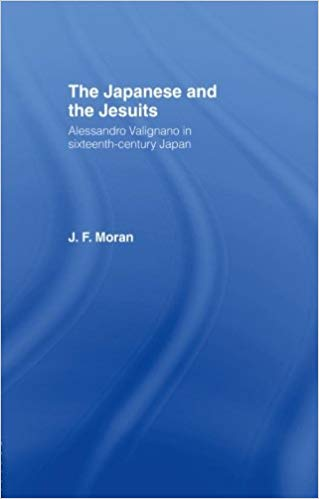 The Japanese and
the Jesuits
Alessandro Valignano in
sixteenth-century Japan
J. F. Moran